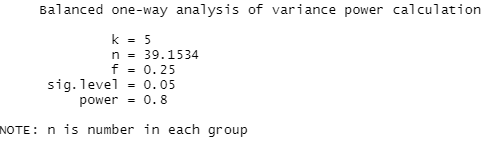 Balanced one-way analysis of variance power calculation
k = 5
n = 39.1534
f = 0.25
sig.level = 0.05
power = 0.8
NOTE: n is number in each group